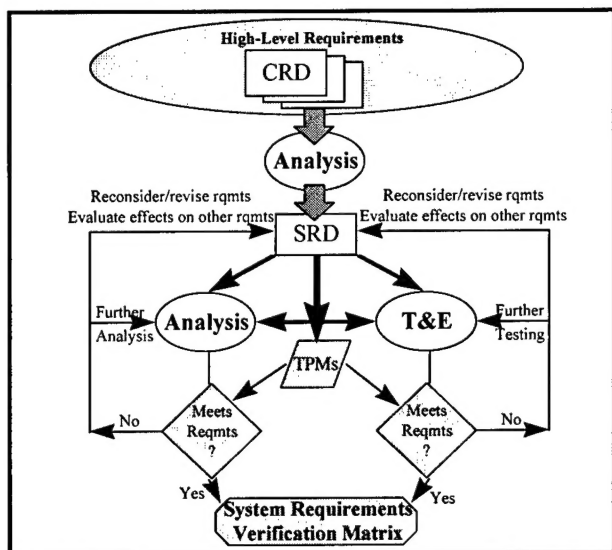 High-Level Requirements
CRD
Analysis
Reconsider/revise rqmts
Evaluate effects on other rqmts
Reconsider/revise rqmts
Evaluate effects on other rqmts
SRD
Further
Analysis
Analysis
T&E
Further
Testing
TPMs
Meets
Reqmts
?
No
Meets
Reqmts
?
No
Yes
Yes
System Requirements
Verification Matrix